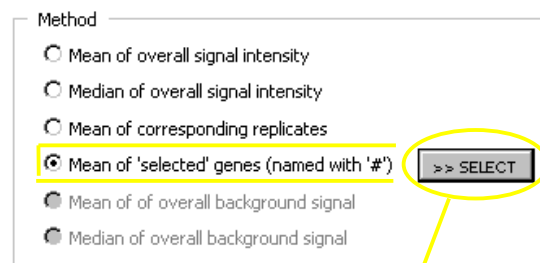 Method
Mean of overall signal intensity
Median of overall signal intensity
Mean of corresponding replicates
Mean of 'selected' genes (named with '#')
>> SELECT
Mean of of overall background signal
Median of overall background signal